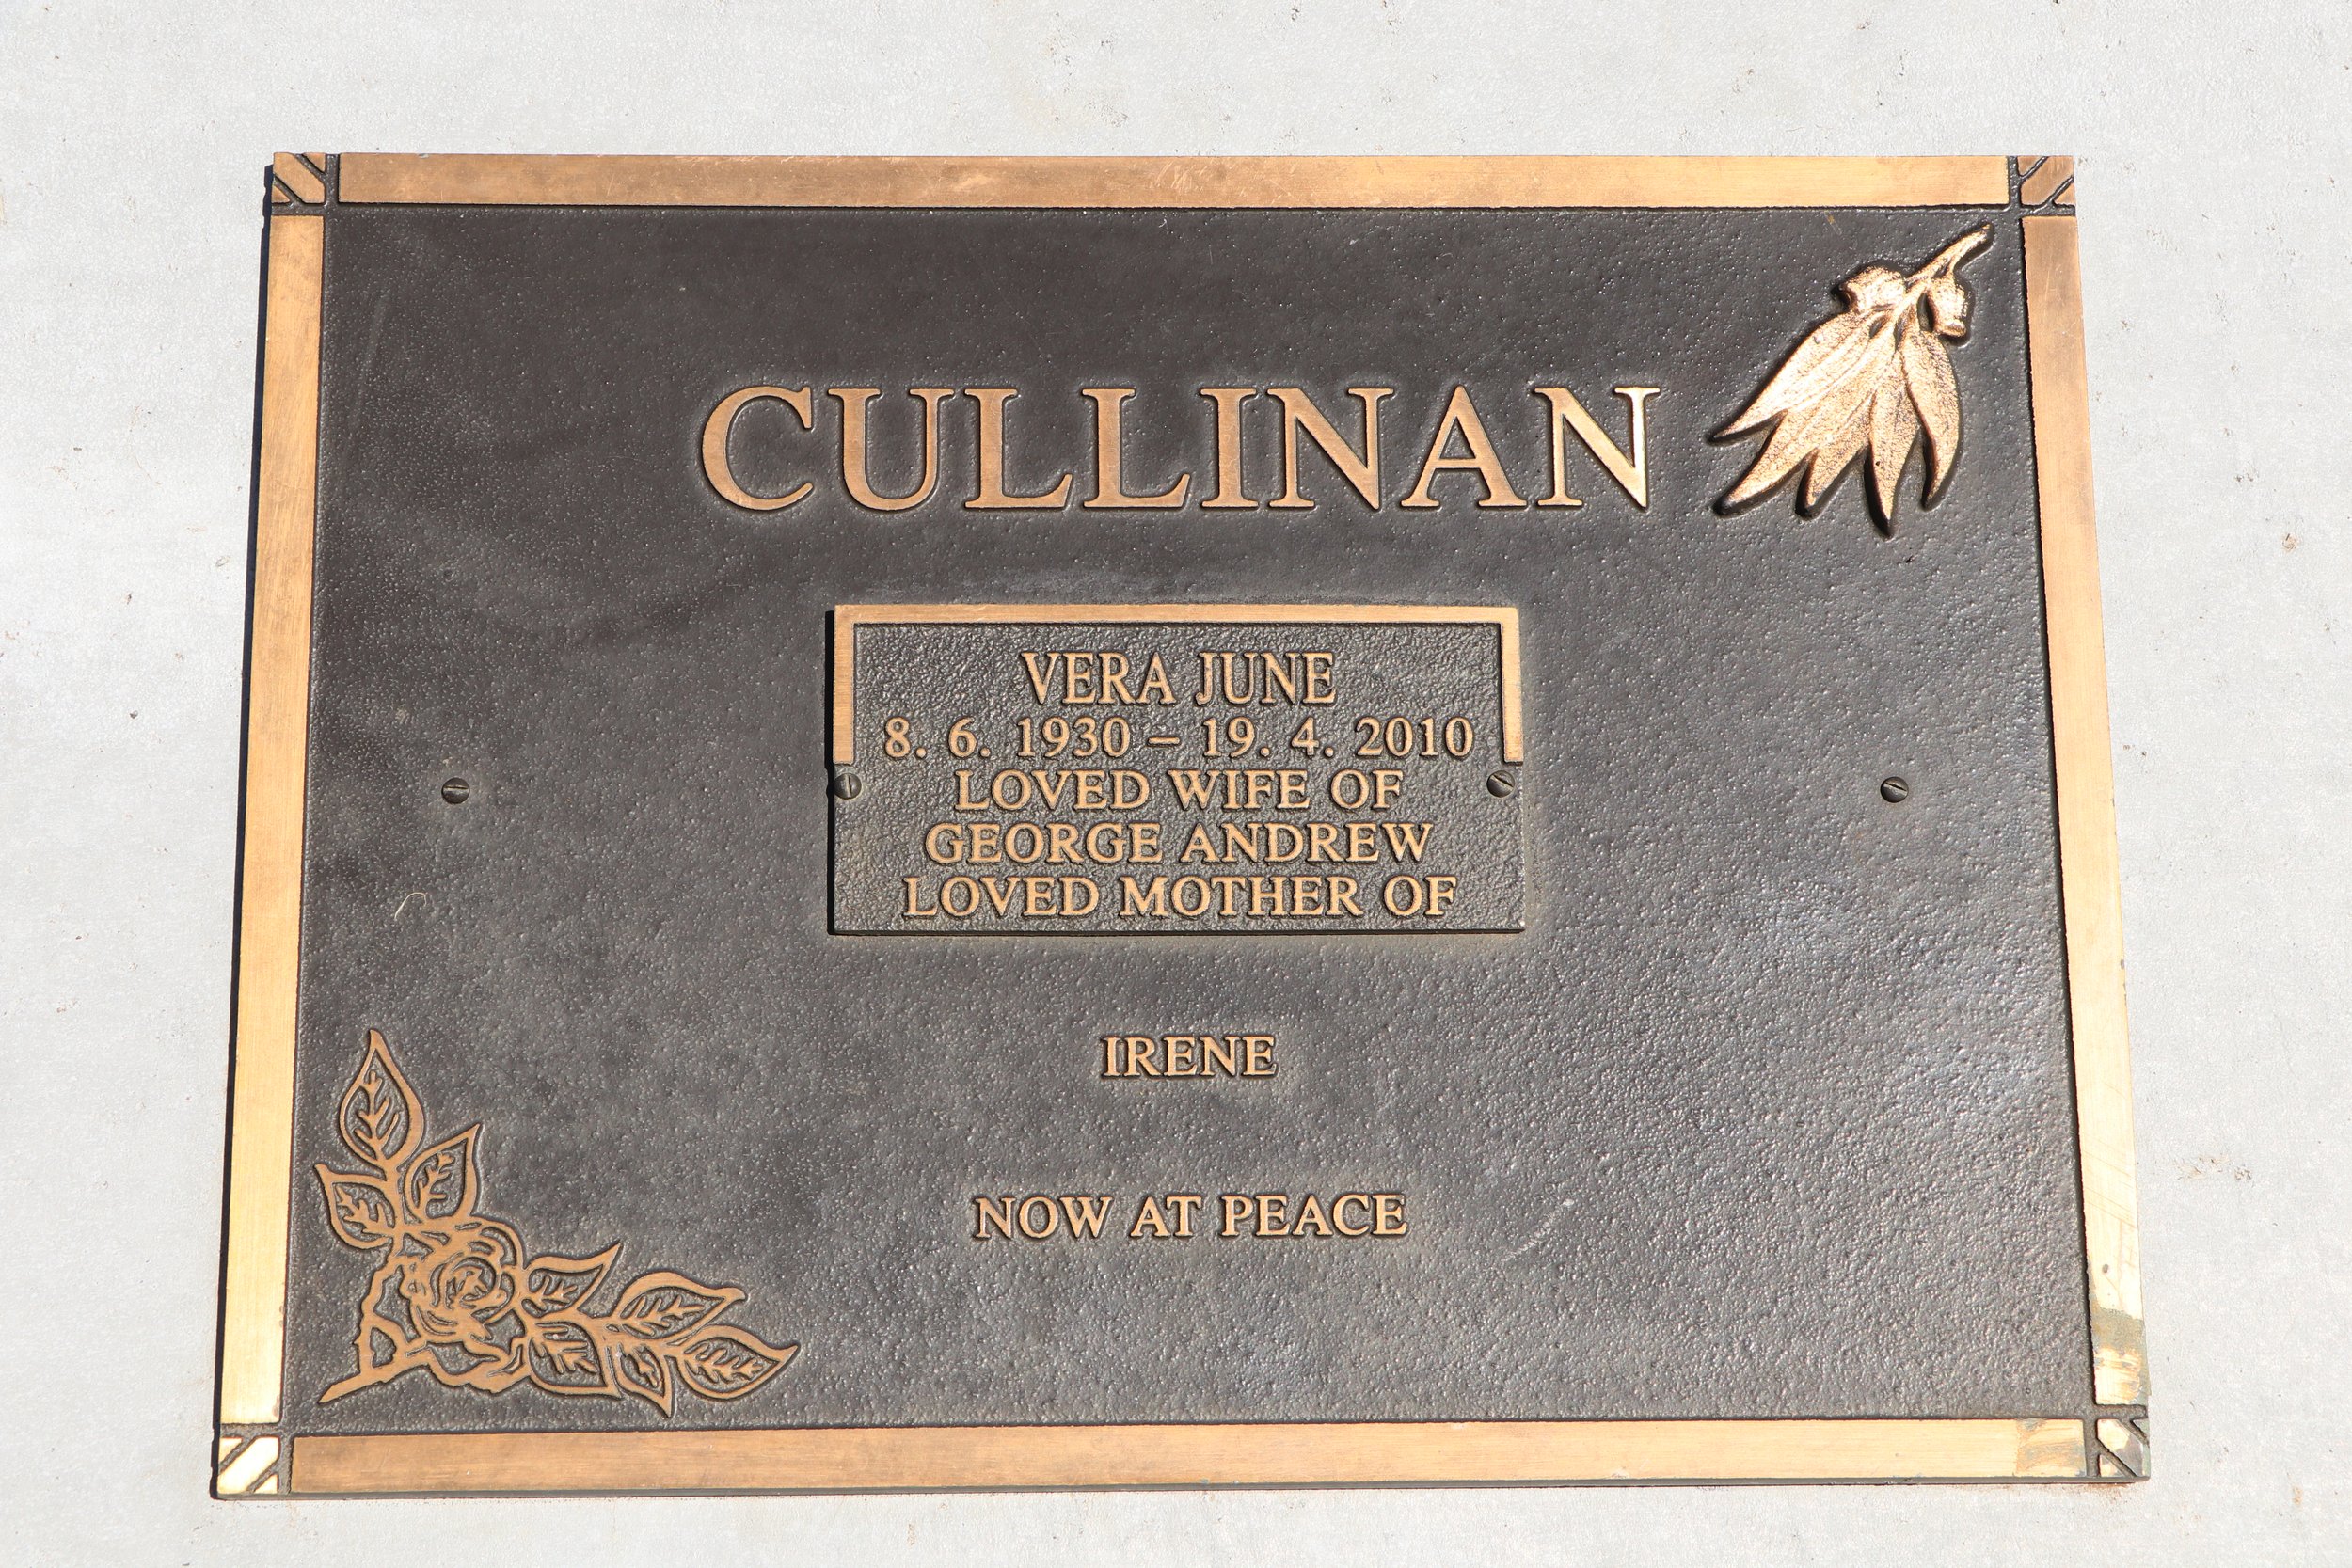 CULLINAN
VERA JUNE
8. 6. 1930 – 19. 4. 2010
LOVED WIFE OF
GEORGE ANDREW
LOVED MOTHER OF
IRENE
NOW AT PEACE